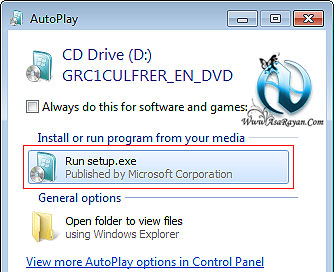 AutoPlay
CD Drive (D:)
GRC1CULFRER_EN_DVD
Www.AsaRayan.Com
Always do this for software and games:
Install or run program from your media
Run setup.exe
Published by Microsoft Corporation
General options
Open folder to view files
using Windows Explorer
View more AutoPlay options in Control Panel